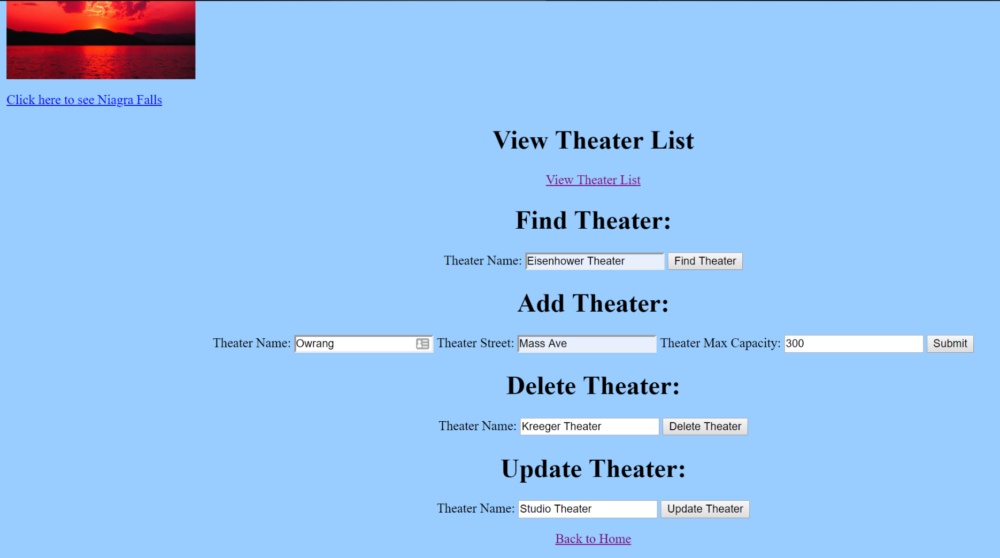 Click here to see Niagra Falls
View Theater List
View Theater List
Find Theater:
Theater Name: Eisenhower Theater Find Theater
Add Theater:
Theater Name: Owrang Theater Street: Mass Ave Theater Max Capacity: 300 Submit
Delete Theater:
Theater Name: Kreeger Theater Delete Theater
Update Theater:
Theater Name: Studio Theater Update Theater
Back to Home